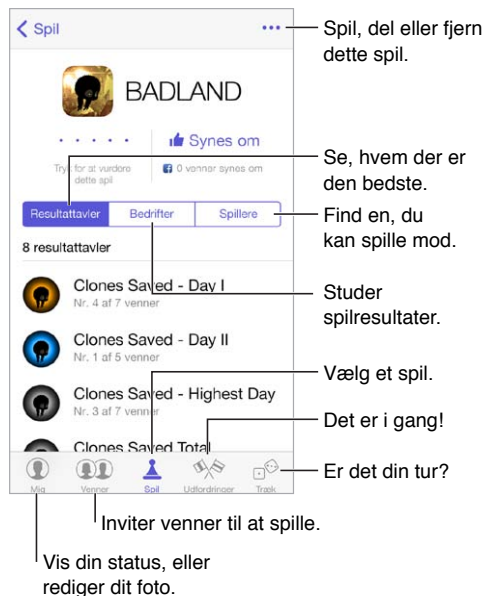 Spil
Spil, del eller fjern
dette spil.
BADLAND
Synes om
Tryk for at vurdere
dette spil
0 venner synes om
Se, hvem der er
den bedste.
Resultattavler
Bedrifter
Spillere
Find en, du
kan spille mod.
8 resultattavler
Clones Saved - Day I
Nr. 4 af 7 venner
Studer
spilresultater.
Clones Saved - Day II
Nr. 1 af 5 venner
Vælg et spil.
Clones Saved - Highest Day
Nr. 3 af 7 venner
Det er i gang!
Clones Saved Total
Er det din tur?
Mig
Venner
Spil
Udfordringer
Træk
Inviter venner til at spille.
Vis din status, eller
rediger dit foto.